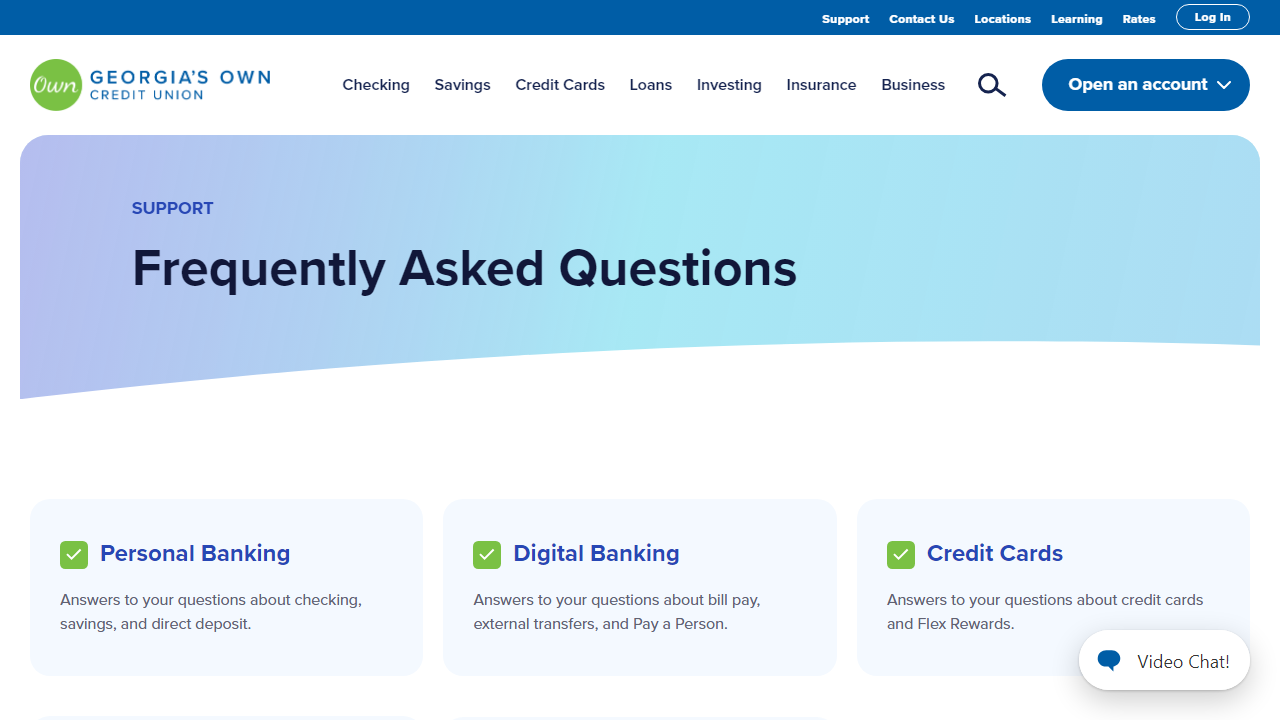 Support Contact Us Locations Learning Rates Log In
Own GEORGIA'S OWN
CREDIT UNION
Checking Savings Credit Cards Loans Investing Insurance Business Open an account
SUPPORT
Frequently Asked Questions
Personal Banking
Answers to your questions about checking,
savings, and direct deposit.
Digital Banking
Answers to your questions about bill pay,
external transfers, and Pay a Person.
Credit Cards
Answers to your questions about credit cards
and Flex Rewards.
Video Chat!